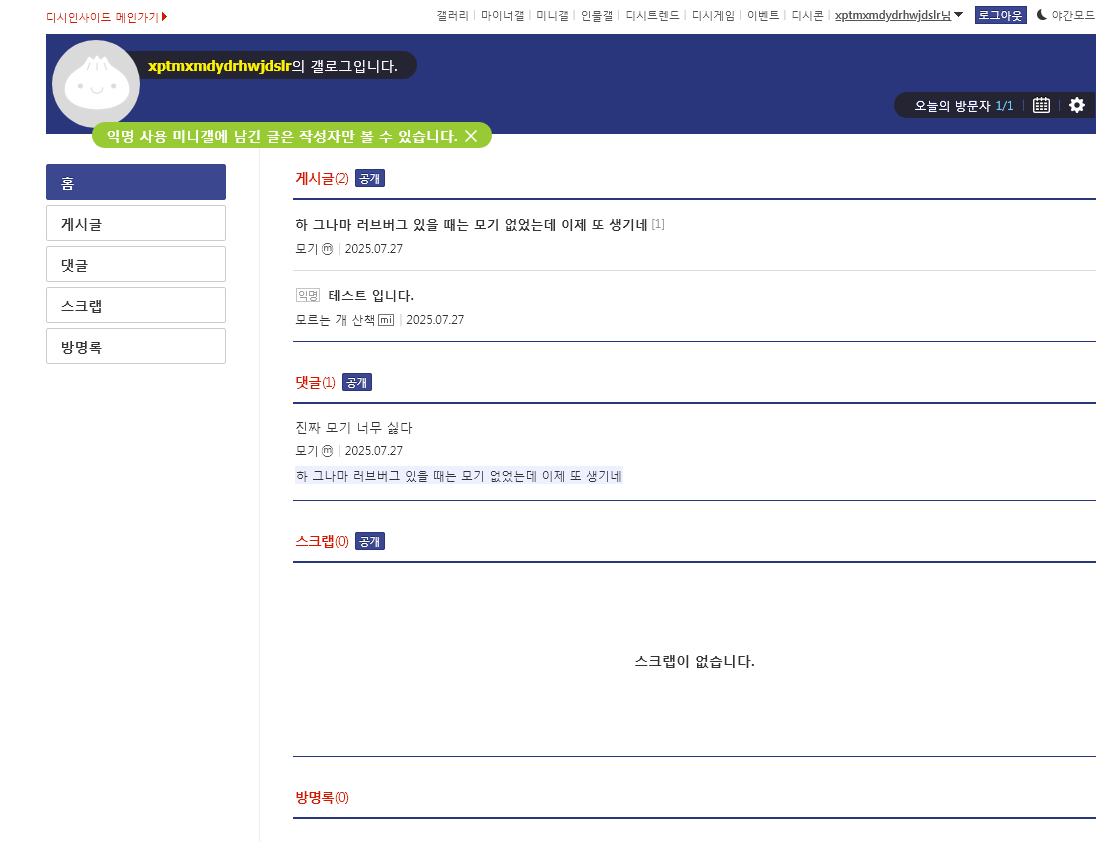 디시인사이드 메인가기
갤러리 마이너갤 미니갤 인물갤 디시트렌드 디시게임 이벤트 디시콘 xptmxmdydrhwjdslr님 로그아웃 야간모드
xptmxmdydrhwjdslr의 갤로그입니다.
오늘의 방문자 1/1
익명 사용 미니갤에 남긴 글은 작성자만 볼 수 있습니다.
홈
게시글
댓글
스크랩
방명록
게시글(2) 공개
하 그나마 러브버그 있을 때는 모기 없었는데 이제 또 생기네 [1]
모기 ⓜ 2025.07.27
익명 테스트 입니다.
모르는 개 산책 mi 2025.07.27
댓글(1) 공개
진짜 모기 너무 싫다
모기 ⓜ 2025.07.27
하 그나마 러브버그 있을 때는 모기 없었는데 이제 또 생기네
스크랩(0) 공개
스크랩이 없습니다.
방명록(0)